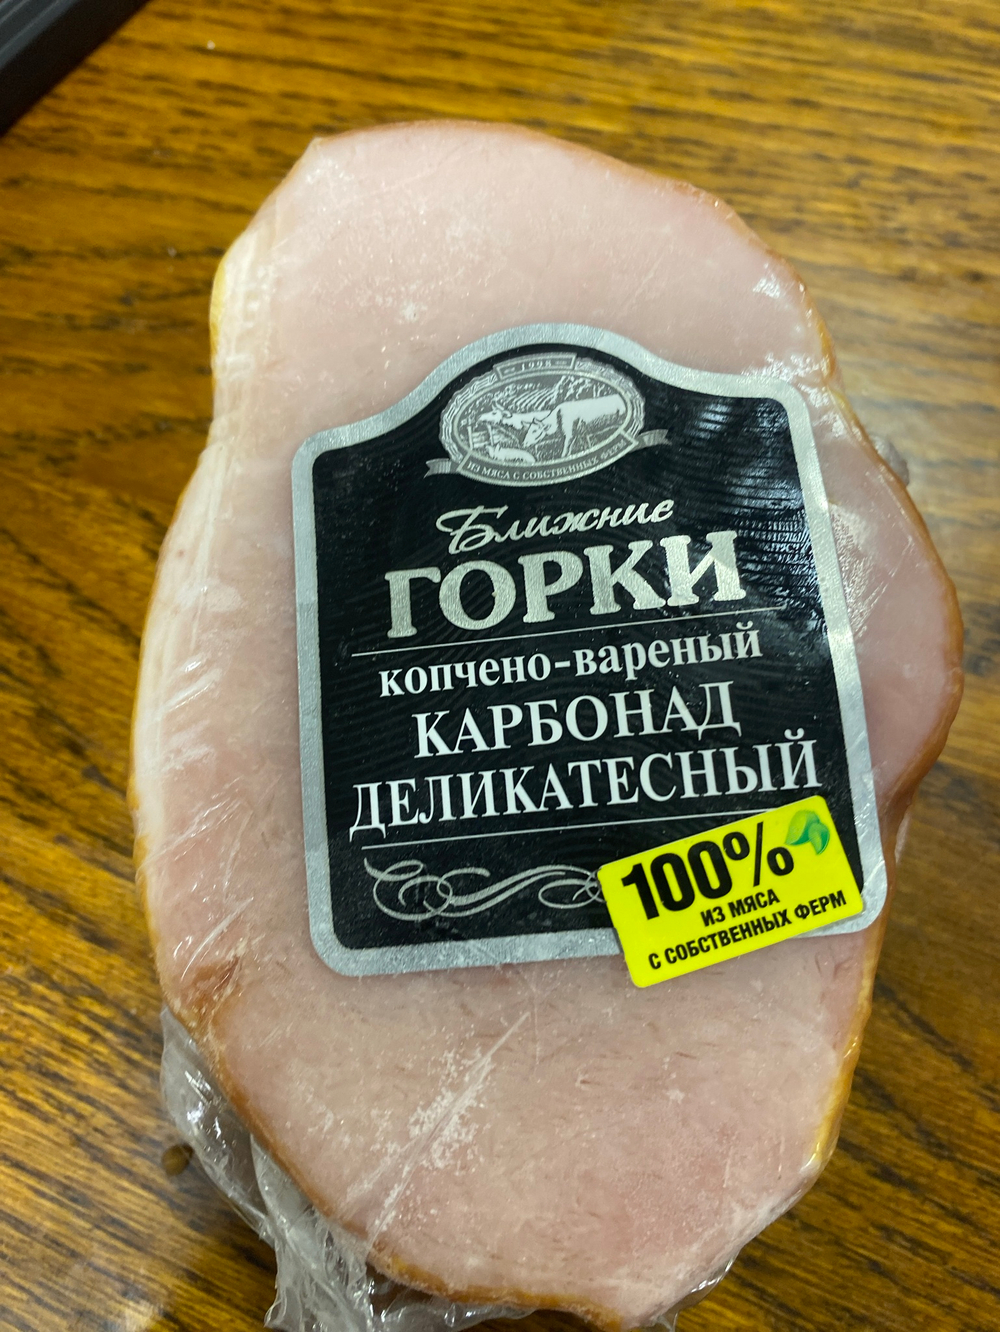 1998
ИЗ МЯСА С СОБСТВЕННЫХ ФЕРМ
Ближние
ГОРКИ
копчено-вареный
КАРБОНАД
ДЕЛИКАТЕСНЫЙ
100%
ИЗ МЯСА
С СОБСТВЕННЫХ ФЕРМ